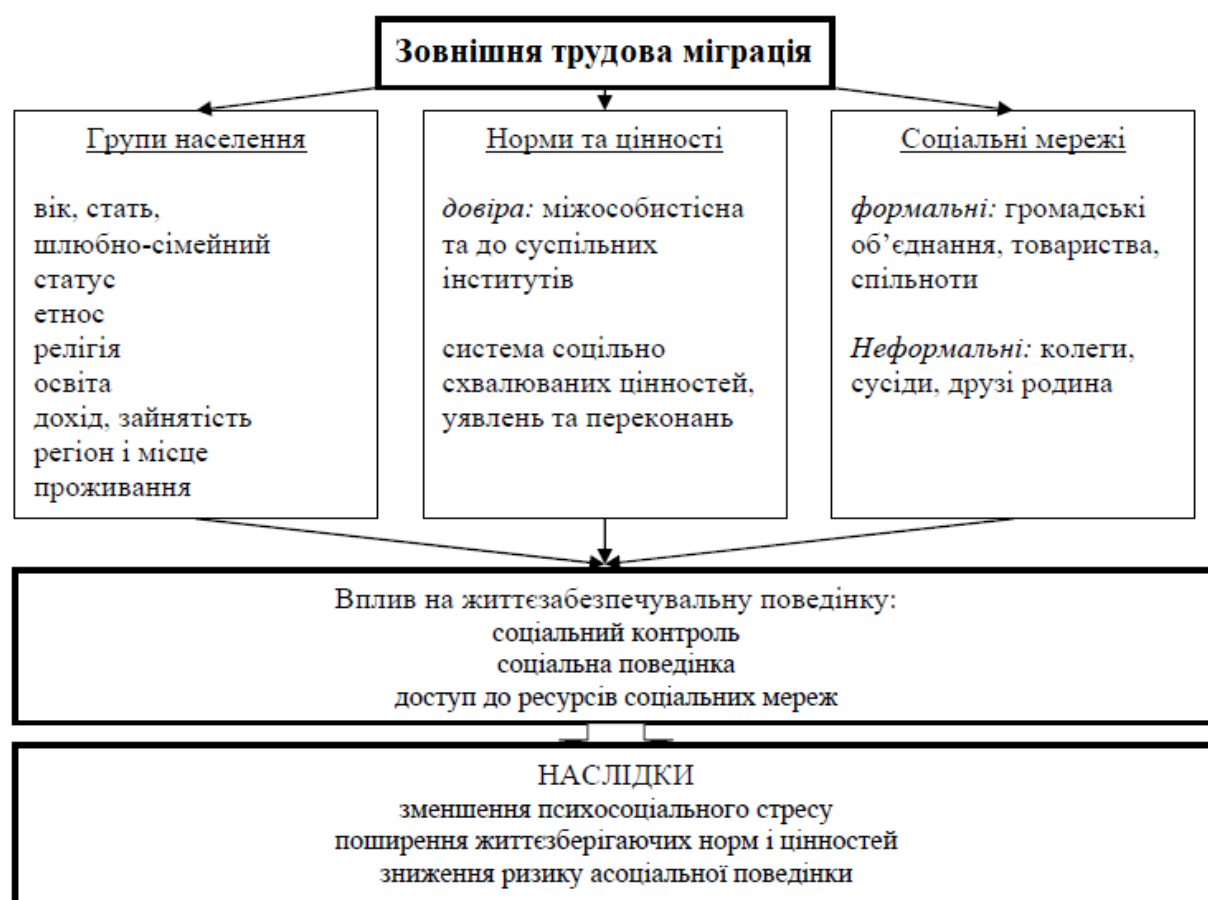 Зовнішня трудова міграція
Групи населення
вік, стать,
шлюбно-сімейний
статус
етнос
релігія
освіта
дохід, зайнятість
регіон і місце
проживання
Норми та цінності
довіра: міжособистісна
та до суспільних
інститутів
система соцільно
схвалюваних цінностей,
уявлень та переконань
Соціальні мережі
формальні: громадські
об’єднання, товариства,
спільноти
Неформальні: колеги,
сусіди, друзі родина
Вплив на життєзабезпечувальну поведінку:
соціальний контроль
соціальна поведінка
доступ до ресурсів соціальних мереж
НАСЛІДКИ
зменшення психосоціального стресу
поширення життєзберігаючих норм і цінностей
зниження ризику асоціальної поведінки